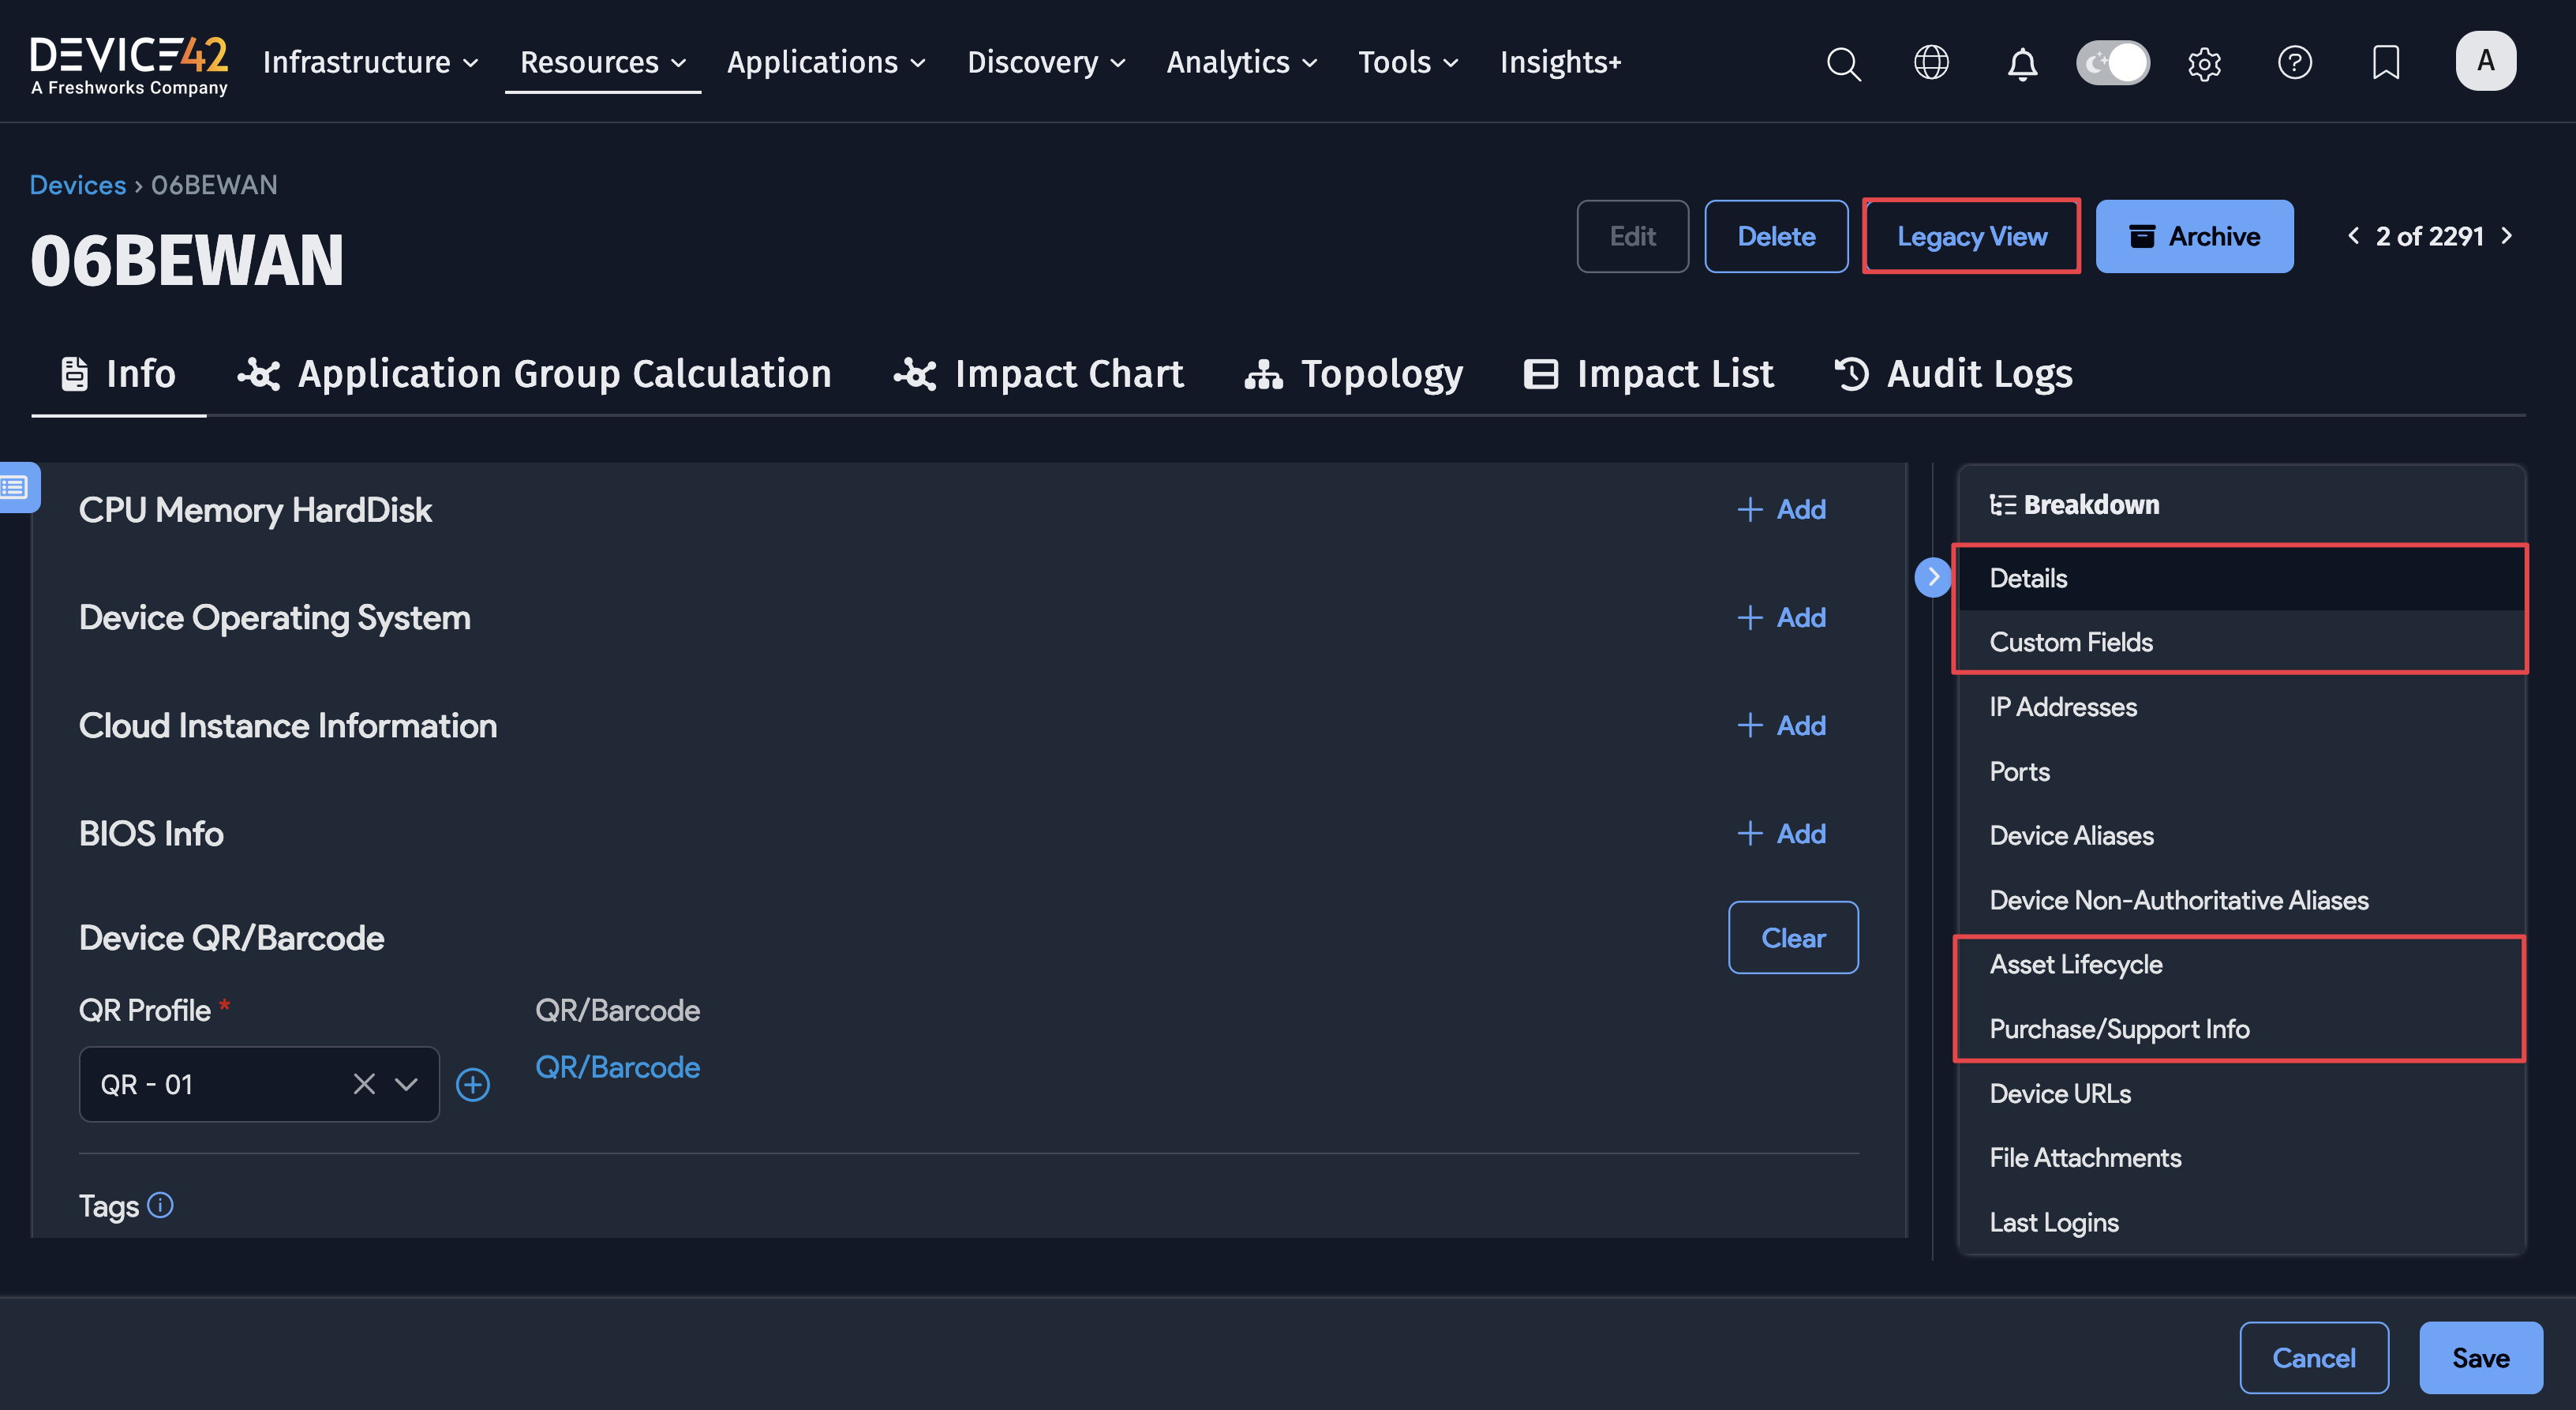 DEVICE42
A Freshworks Company
Infrastructure Resources Applications Discovery Analytics Tools Insights+
A
Devices › 06BEWAN
06BEWAN
Edit Delete Legacy View Archive 2 of 2291
Info Application Group Calculation Impact Chart Topology Impact List Audit Logs
CPU Memory HardDisk + Add
Device Operating System + Add
Cloud Instance Information + Add
BIOS Info + Add
Device QR/Barcode Clear
QR Profile * QR/Barcode
QR - 01 QR/Barcode
Tags
Breakdown
Details
Custom Fields
IP Addresses
Ports
Device Aliases
Device Non-Authoritative Aliases
Asset Lifecycle
Purchase/Support Info
Device URLs
File Attachments
Last Logins
Cancel Save